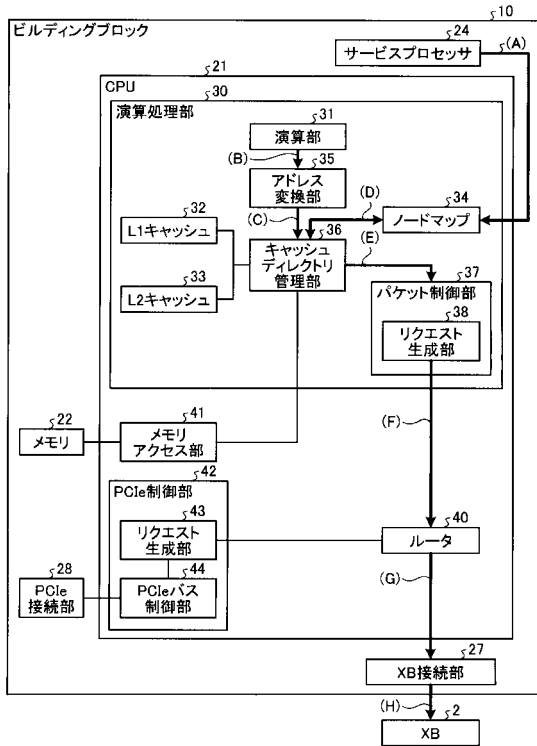 10
ビルディングブロック
24
サービスプロセッサ
(A)
21
CPU
30
演算処理部
31
演算部
(B)
35
アドレス
変換部
(D)
34
ノードマップ
(C)
32
L1キャッシュ
36
キャッシュ
ディレクトリ
管理部
(E)
33
L2キャッシュ
37
パケット制御部
38
リクエスト
生成部
(F)
22
メモリ
41
メモリ
アクセス部
42
PCIe制御部
43
リクエスト
生成部
40
ルータ
44
PCIeバス
制御部
28
PCIe
接続部
(G)
27
XB接続部
(H)
2
XB